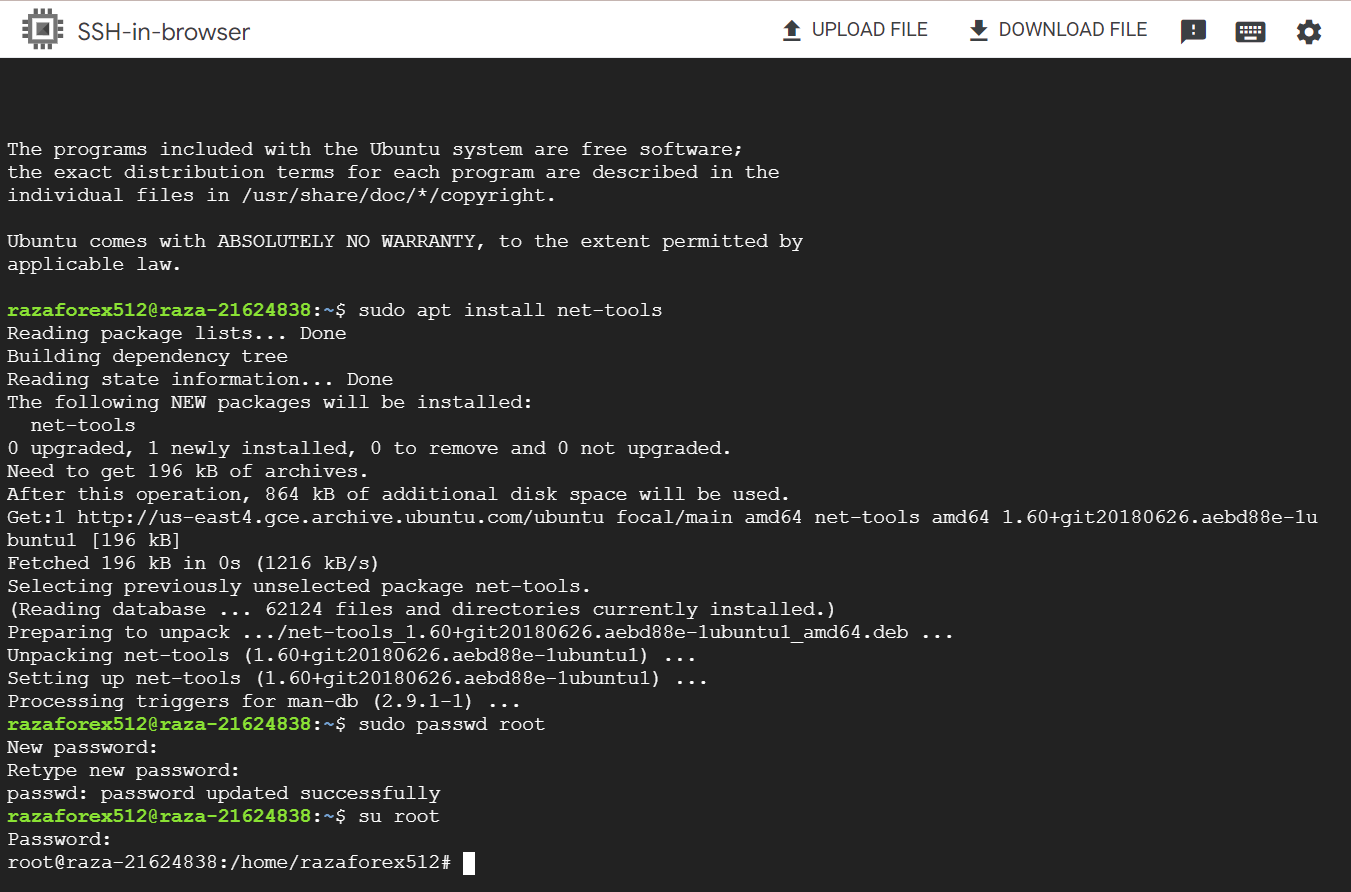 SSH-in-browser
UPLOAD FILE
DOWNLOAD FILE
The programs included with the Ubuntu system are free software;
the exact distribution terms for each program are described in the
individual files in /usr/share/doc/*/copyright.
Ubuntu comes with ABSOLUTELY NO WARRANTY, to the extent permitted by
applicable law.
razaforex512@raza-21624838:~$ sudo apt install net-tools
Reading package lists... Done
Building dependency tree
Reading state information... Done
The following NEW packages will be installed:
  net-tools
0 upgraded, 1 newly installed, 0 to remove and 0 not upgraded.
Need to get 196 kB of archives.
After this operation, 864 kB of additional disk space will be used.
Get:1 http://us-east4.gce.archive.ubuntu.com/ubuntu focal/main amd64 net-tools amd64 1.60+git20180626.aebd88e-1u
buntu1 [196 kB]
Fetched 196 kB in 0s (1216 kB/s)
Selecting previously unselected package net-tools.
(Reading database ... 62124 files and directories currently installed.)
Preparing to unpack .../net-tools_1.60+git20180626.aebd88e-1ubuntu1_amd64.deb ...
Unpacking net-tools (1.60+git20180626.aebd88e-1ubuntu1) ...
Setting up net-tools (1.60+git20180626.aebd88e-1ubuntu1) ...
Processing triggers for man-db (2.9.1-1) ...
razaforex512@raza-21624838:~$ sudo passwd root
New password:
Retype new password:
passwd: password updated successfully
razaforex512@raza-21624838:~$ su root
Password:
root@raza-21624838:/home/razaforex512#